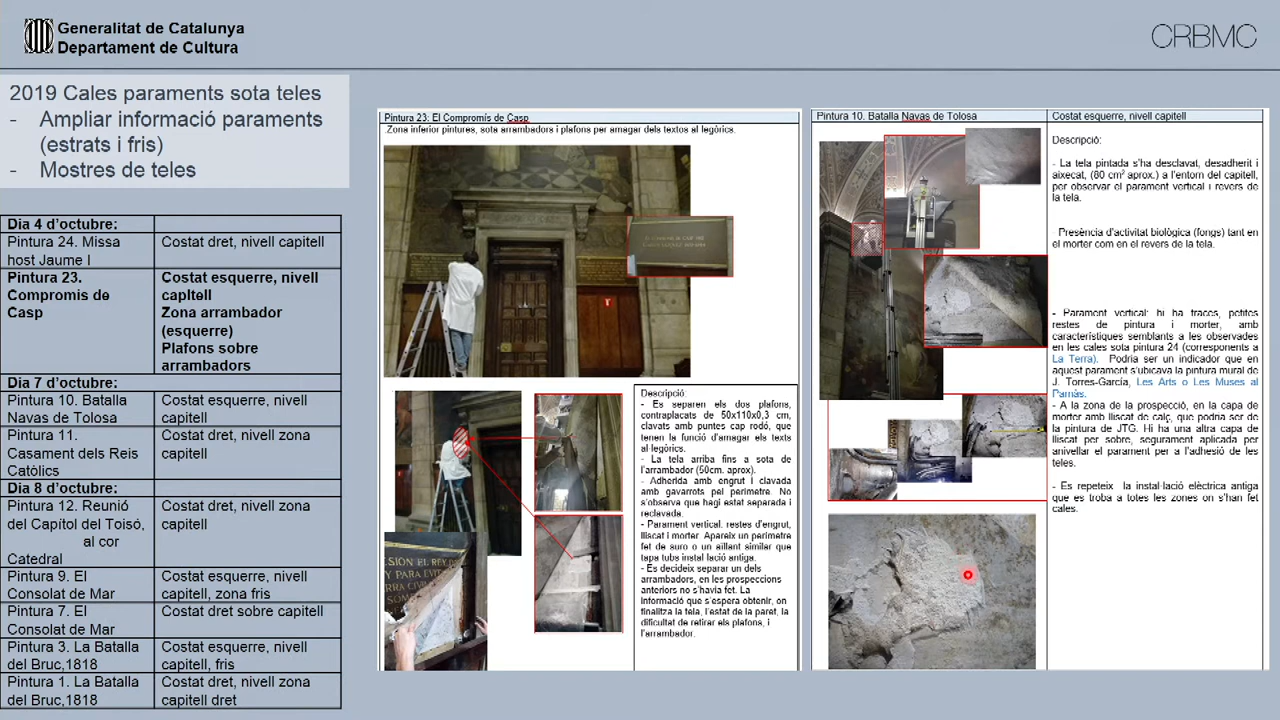 Generalitat de Catalunya
Departament de Cultura
CRBMC
2019 Cales paraments sota teles
- Ampliar informació paraments
(estrats i fris)
- Mostres de teles
Dia 4 d'octubre:
Pintura 24. Missa
host Jaume I
Costat dret, nivell capitell
Pintura 23.
Compromis de
Casp
Costat esquerre, nivell
capItell
Zona arrambador
(esquerre)
Plafons sobre
arrambadors
Dia 7 d'octubre:
Pintura 10. Batalla
Navas de Tolosa
Costat esquerre, nivell
capitell
Pintura 11.
Casament dels Reis
Catòlics
Costat dret, nivell zona
capitell
Dia 8 d'octubre:
Pintura 12. Reunió
del Capítol del Toisó,
al cor
Catedral
Costat dret, nivell zona
capitell
Pintura 9. El
Consolat de Mar
Costat esquerre, nivell
capitell, zona fris
Pintura 7. El
Consolat de Mar
Costat dret sobre capitell
Pintura 3. La Batalla
del Bruc,1818
Costat esquerre, nivell
capitell, fris
Pintura 1. La Batalla
del Bruc,1818
Costat dret, nivell zona
capitell dret
Pintura 23: El Compromís de Casp
.Zona inferior pintures, sota arrambadors i plafons per amagar dels textos al·legòrics.
Descripció:
- Es separen els dos plafons,
contraplacats de 50x110x0,3 cm,
clavats amb puntes cap rodó, que
tenen la funció d'amagar els texts
al·legòrics.
- La tela arriba fins a sota de
l'arrambador (50cm. aprox).
- Adherida amb engrut i clavada
amb gavarrots pel perímetre. No
s'observa que hagi estat separada i
reclavada.
- Parament vertical: restes d'engrut,
lliscat i morter. Apareix un perímetre
fet de suro o un aïllant similar que
tapa tubs instal·lació antiga.
- Es decideix separar un dels
arrambadors, en les prospeccions
anteriors no s'havia fet. La
informació que s'espera obtenir, on
finalitza la tela, l'estat de la paret, la
dificultat de retirar els plafons, i
l'arrambador.
Pintura 10. Batalla Navas de Tolosa
Costat esquerre, nivell capitell
Descripció:
- La tela pintada s'ha desclavat, desadherit i
aixecat, (80 cm² aprox.) a l'entorn del capitell,
per observar el parament vertical i revers de
la tela.
- Presència d'activitat biològica (fongs) tant en
el morter com en el revers de la tela.
- Parament vertical: hi ha traces, petites
restes de pintura i morter, amb
característiques semblants a les observades
en les cales sota pintura 24 (corresponents a
La Terra). Podria ser un indicador que en
aquest parament s'ubicava la pintura mural de
J. Torres-García, Les Arts o Les Muses al
Parnàs.
- A la zona de la prospecció, en la capa de
morter amb lliscat de calç, que podria ser de
la pintura de JTG. Hi ha una altra capa de
lliscat per sobre, segurament aplicada per
anivellar el parament per a l'adhesió de les
teles.
- Es repeteix la instal·lació elèctrica antiga
que es troba a totes les zones on s'han fet
cales.